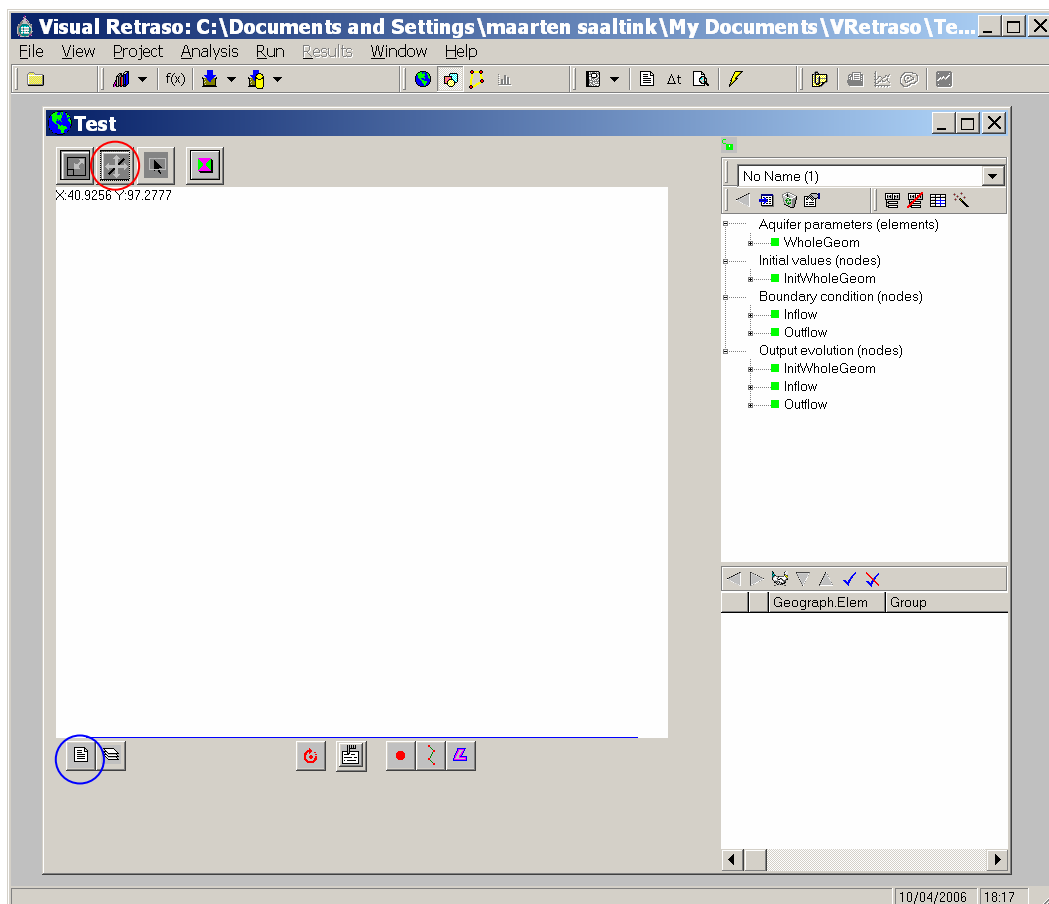 Visual Retraso: C:\Documents and Settings\maarten saaltink\My Documents\VRetraso\Te...
File View Project Analysis Run Results Window Help
f(x) Δt
Test
X:40.9256 Y:97.2777
No Name (1)
Aquifer parameters (elements)
WholeGeom
Initial values (nodes)
InitWholeGeom
Boundary condition (nodes)
Inflow
Outflow
Output evolution (nodes)
InitWholeGeom
Inflow
Outflow
Geograph.Elem Group
10/04/2006 18:17